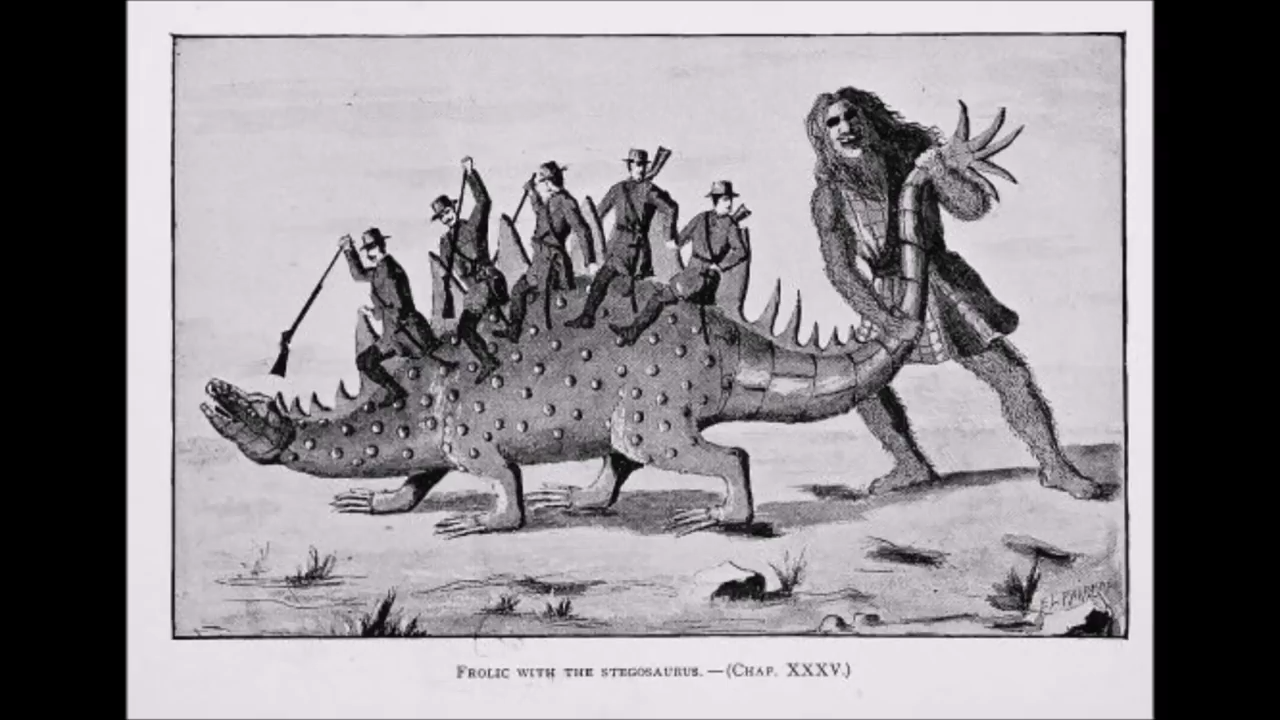 FROLIC WITH THE STEGOSAURUS.—(CHAP. XXXV.)